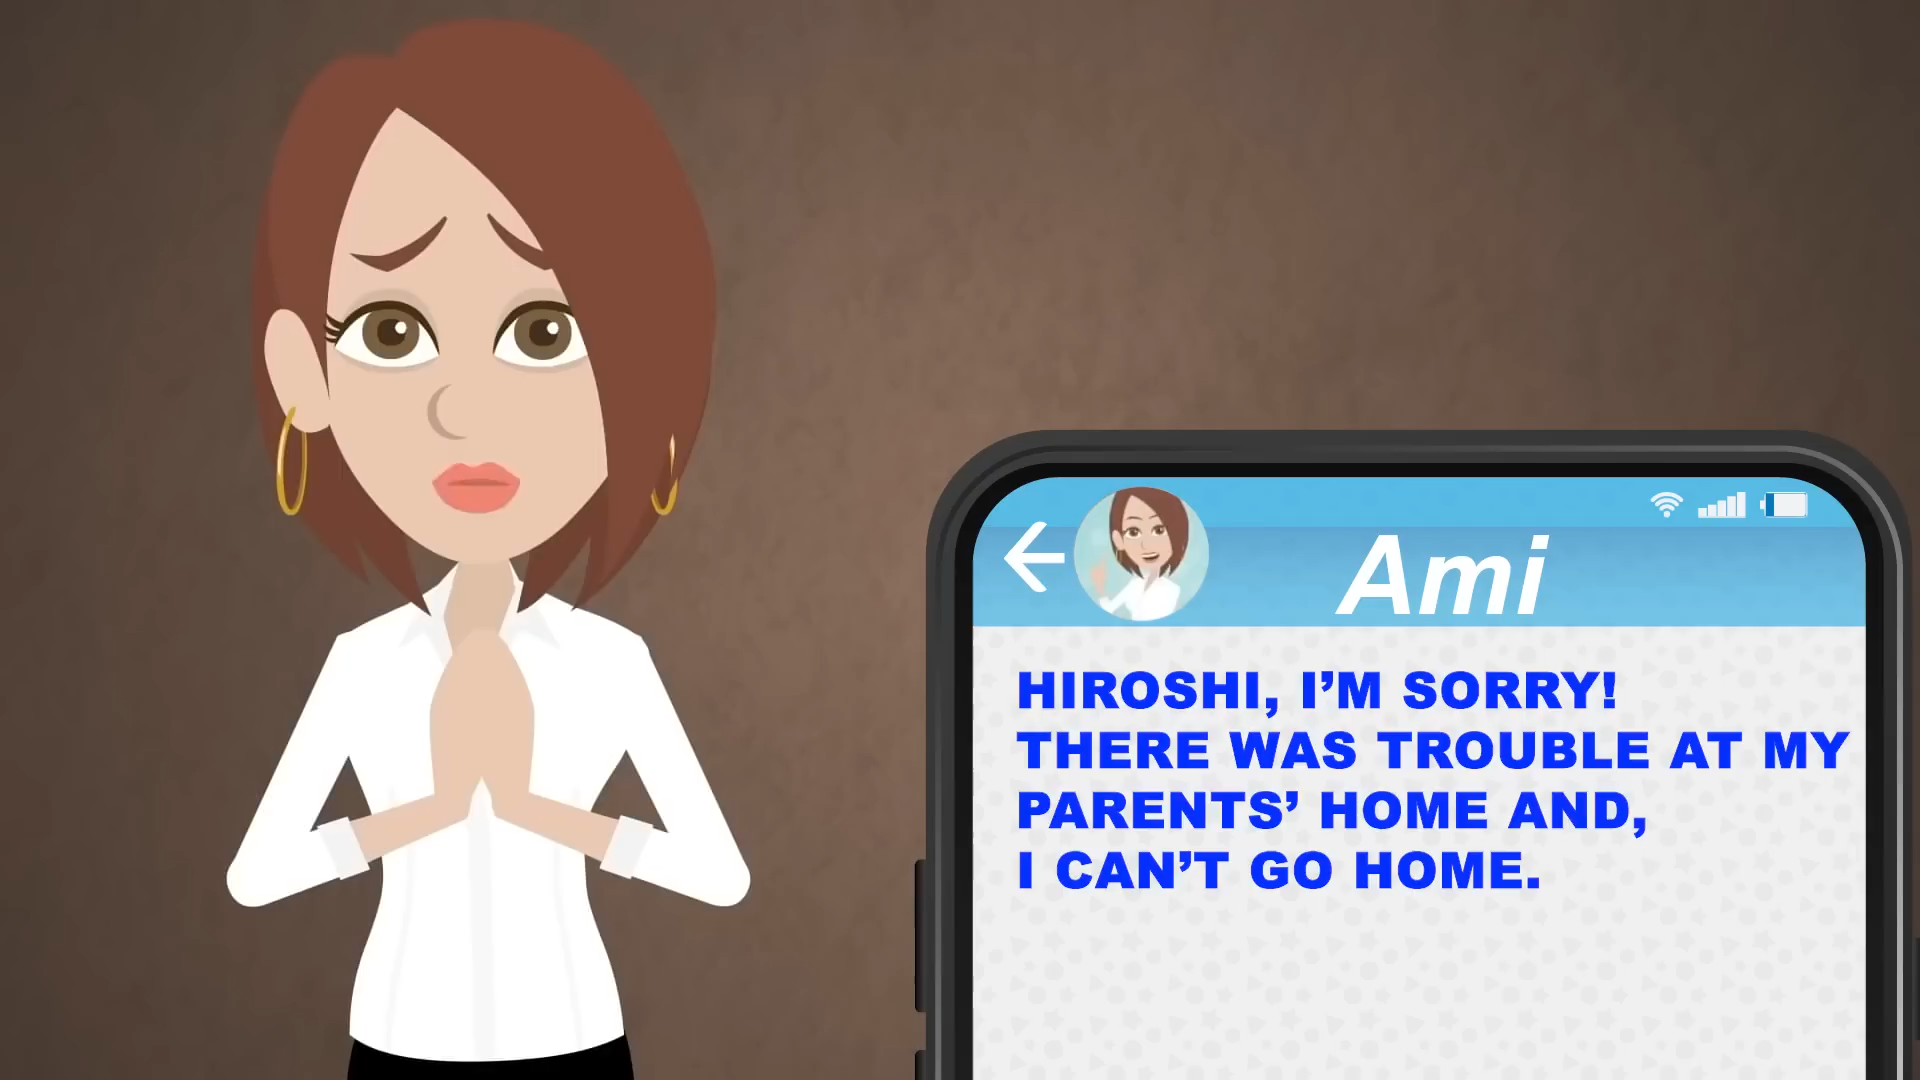 Ami
HIROSHI, I’M SORRY!
THERE WAS TROUBLE AT MY
PARENTS’ HOME AND,
I CAN’T GO HOME.